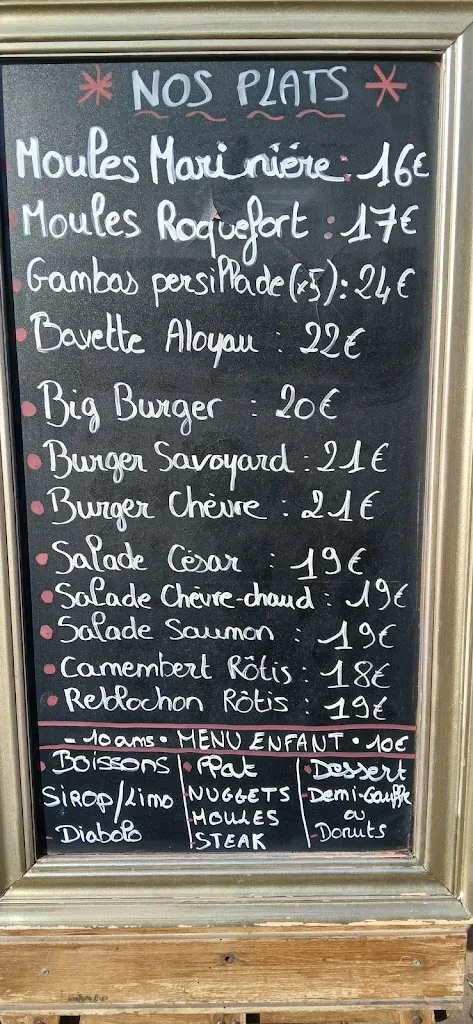 * NOS PLATS *
Moules Marinière : 16€
• Moules Roquefort : 17€
• Gambas persillade (x5) : 24€
• Bavette Aloyau : 22€
• Big Burger : 20€
• Burger Savoyard : 21€
• Burger Chèvre : 21€
• Salade César : 19€
• Salade Chèvre-chaud : 19€
• Salade Saumon : 19€
• Camembert Rôtis : 18€
• Reblochon Rôtis : 19€
- 10 ans • MENU ENFANT • 10€
• Boissons
SiROP/Limo
- Diabolo
• Plat
- NUGGETS
- MOULES
- STEAK
• Dessert
- Demi-Gauffre
ou
- Donuts